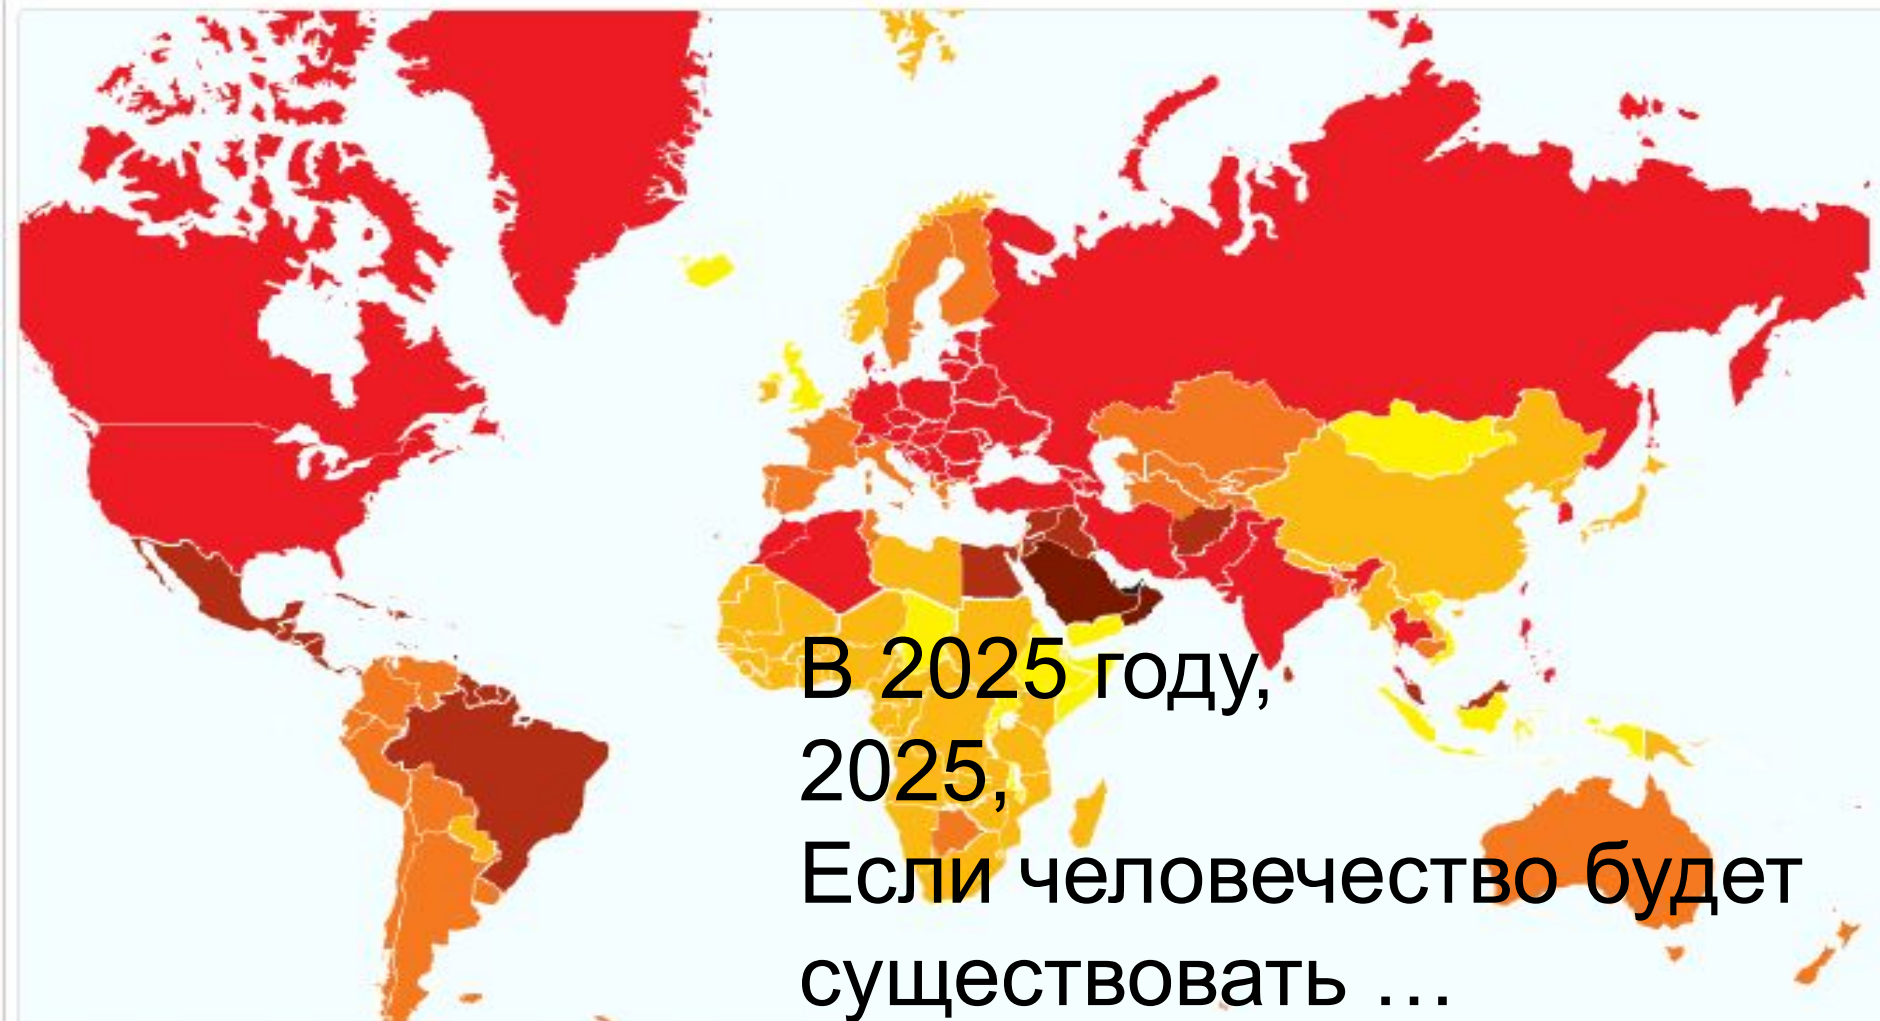 В 2025 году,
2025,
Если человечество будет
существовать ...